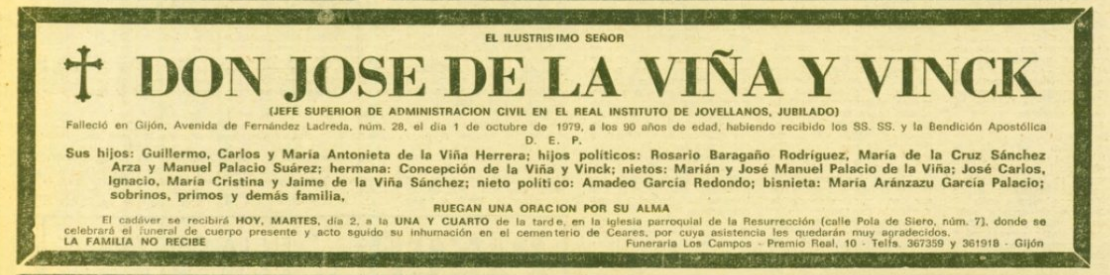 EL ILUSTRISIMO SEÑOR
DON JOSE DE LA VIÑA Y VINCK
(JEFE SUPERIOR DE ADMINISTRACION CIVIL EN EL REAL INSTITUTO DE JOVELLANOS, JUBILADO)
Falleció en Gijón, Avenida de Fernández Ladreda, núm. 28, el día 1 de octubre de 1979, a los 90 años de edad, habiendo recibido los SS. SS. y la Bendición Apostólica
D. E. P.
Sus hijos: Guillermo, Carlos y María Antonieta de la Viña Herrera; hijos políticos: Rosario Baragaño Rodríguez, María de la Cruz Sánchez
Arza y Manuel Palacio Suárez; hermana: Concepción de la Viña y Vinck; nietos: Marián y José Manuel Palacio de la Viña; José Carlos,
Ignacio, María Cristina y Jaime de la Viña Sánchez; nieto político: Amadeo García Redondo; bisnieta: María Aránzazu García Palacio;
sobrinos, primos y demás familia,
RUEGAN UNA ORACION POR SU ALMA
El cadáver se recibirá HOY, MARTES, día 2, a la UNA Y CUARTO de la tarde, en la iglesia parroquial de la Resurrección (calle Pola de Siero, núm. 7), donde se
celebrará el funeral de cuerpo presente y acto sguido su inhumación en el cementerio de Ceares, por cuya asistencia les quedarán muy agradecidos.
LA FAMILIA NO RECIBE Funeraria Los Campos - Premio Real, 10 - Telfs. 367359 y 361918 - Gijón